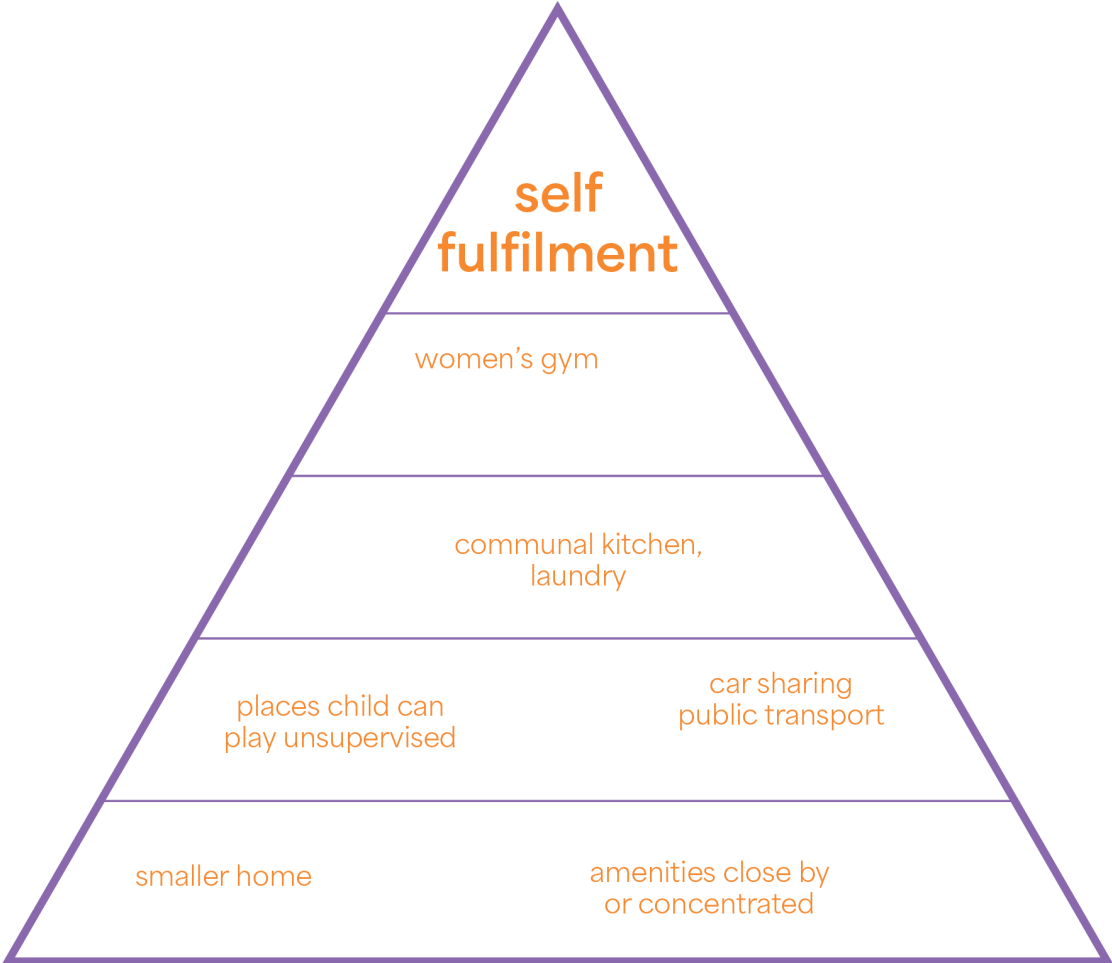 self
fulfilment
women’s gym
communal kitchen,
laundry
places child can
play unsupervised
car sharing
public transport
smaller home
amenities close by
or concentrated